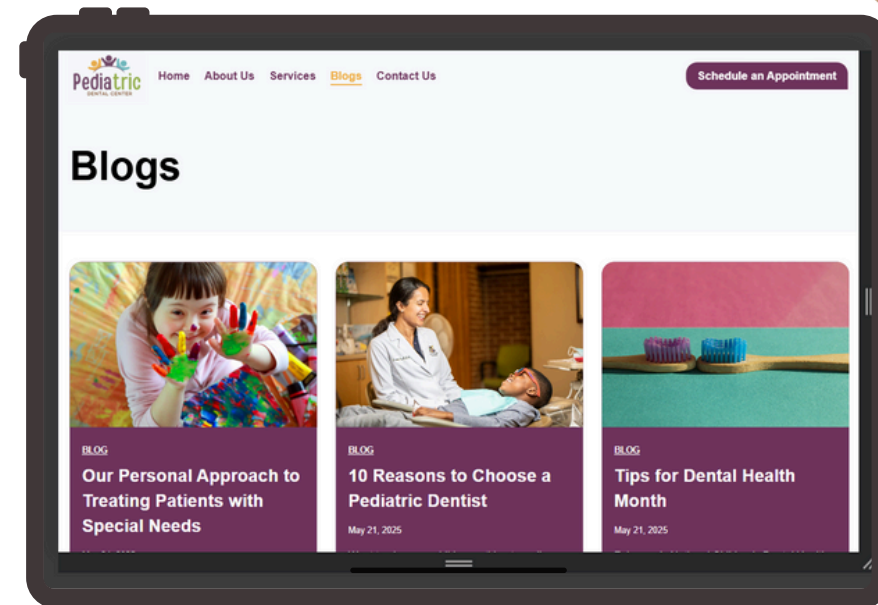 Pediatric
DENTAL CENTER
Home About Us Services Blogs Contact Us
Schedule an Appointment
Blogs
BLOG
Our Personal Approach to
Treating Patients with
Special Needs
BLOG
10 Reasons to Choose a
Pediatric Dentist
May 21, 2025
BLOG
Tips for Dental Health
Month
May 21, 2025